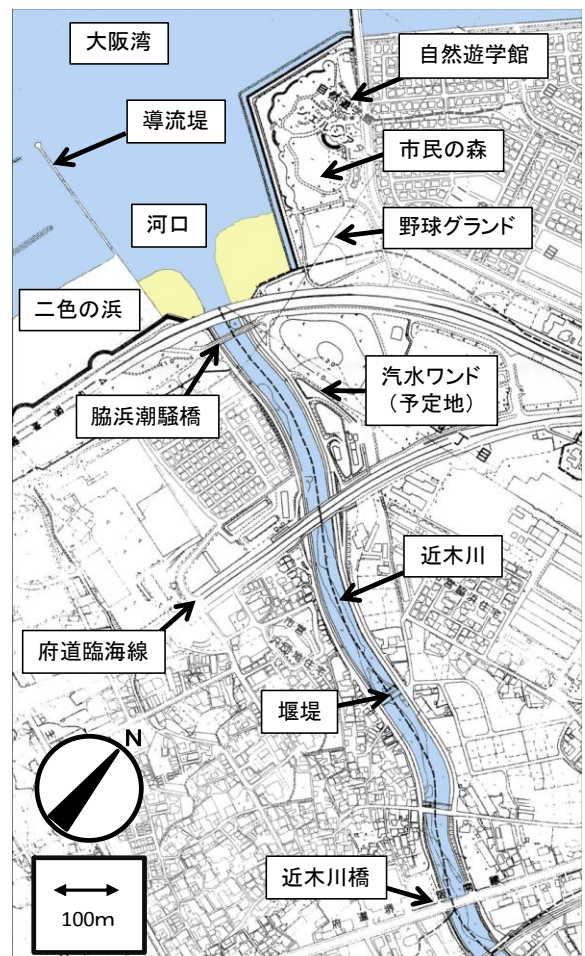 大阪湾
自然遊学館
導流堤
市民の森
河口
野球グランド
二色の浜
汽水ワンド
（予定地）
脇浜潮騒橋
近木川
府道臨海線
堰堤
N
近木川橋
100m